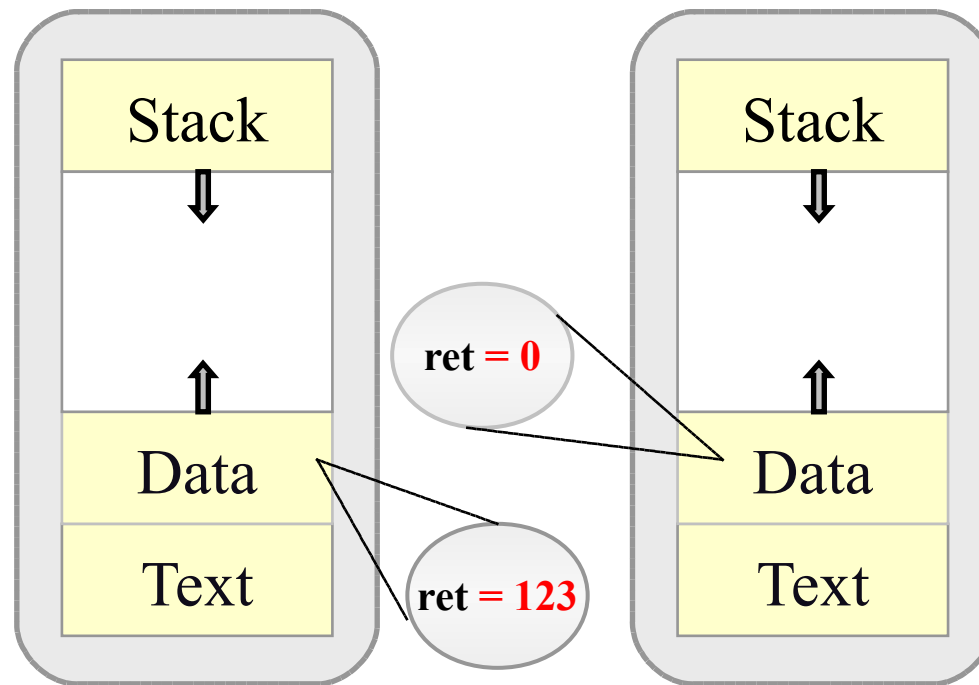 Stack
Stack
ret = 0
Data
Data
Text
ret = 123
Text